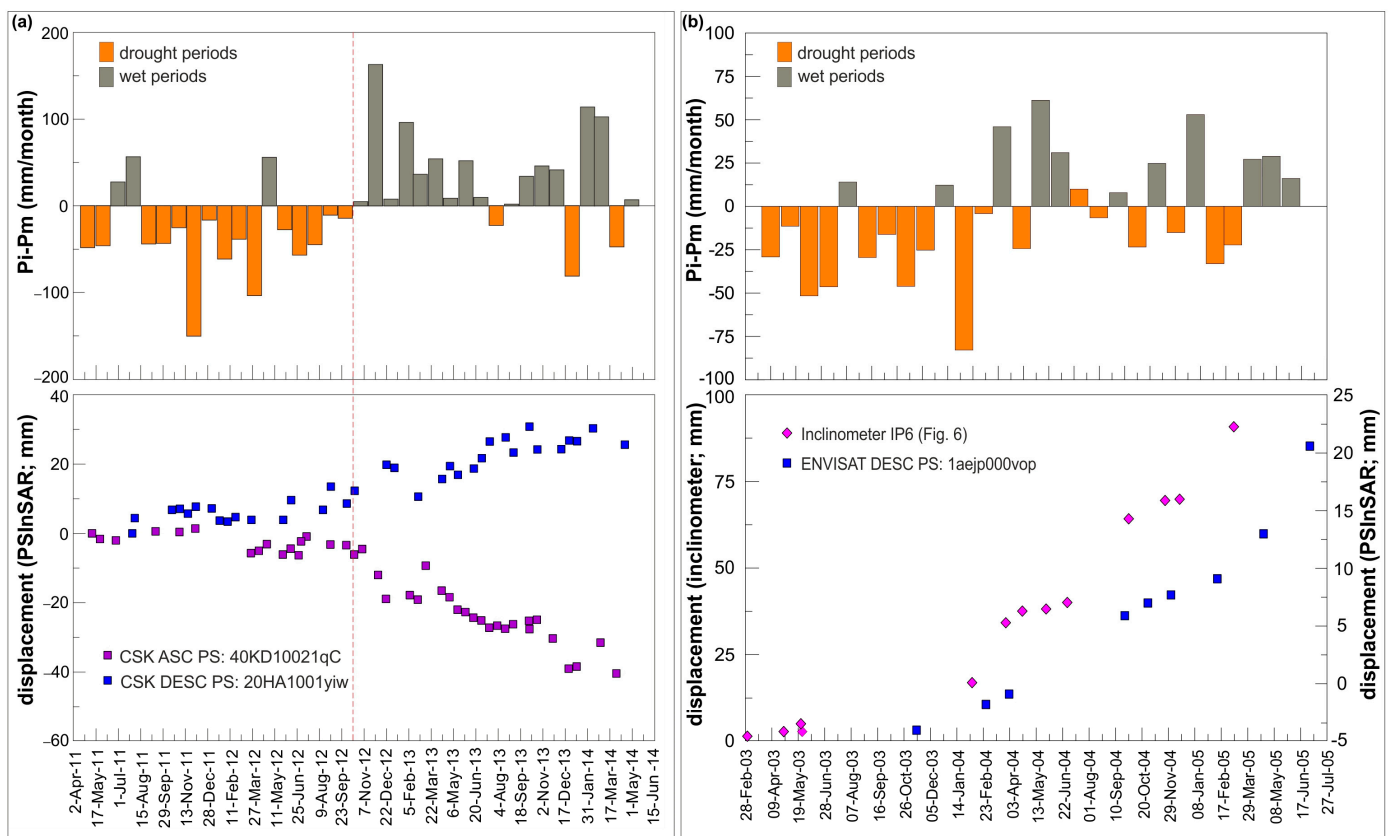 (a)
200
100
0
−100
−200
Pi-Pm (mm/month)
drought periods
wet periods
40
20
0
−20
−40
−60
displacement (PSInSAR; mm)
CSK ASC PS: 40KD10021qC
CSK DESC PS: 20HA1001yiw
2-Apr-11
17-May-11
1-Jul-11
15-Aug-11
29-Sep-11
13-Nov-11
28-Dec-11
11-Feb-12
27-Mar-12
11-May-12
25-Jun-12
9-Aug-12
23-Sep-12
7-Nov-12
22-Dec-12
5-Feb-13
22-Mar-13
6-May-13
20-Jun-13
4-Aug-13
18-Sep-13
2-Nov-13
17-Dec-13
31-Jan-14
17-Mar-14
1-May-14
15-Jun -14
(b)
100
75
50
25
0
-25
-50
-75
-100
Pi-Pm (mm/month)
drought periods
wet periods
100
75
50
25
0
displacement (inclinometer; mm)
Inclinometer IP6 (Fig. 6)
ENVISAT DESC PS: 1aejp000vop
25
20
15
10
5
0
-5
displacement (PSInSAR; mm)
28-Feb-03
09-Apr-03
19-May-03
28-Jun-03
07-Aug-03
16-Sep-03
26-Oct-03
05-Dec-03
14-Jan-04
23-Feb-04
03-Apr-04
13-May-04
22-Jun-04
01-Aug-04
10-Sep-04
20-Oct-04
29-Nov-04
08-Jan-05
17-Feb-05
29-Mar-05
08-May-05
17-Jun-05
27-Jul-05